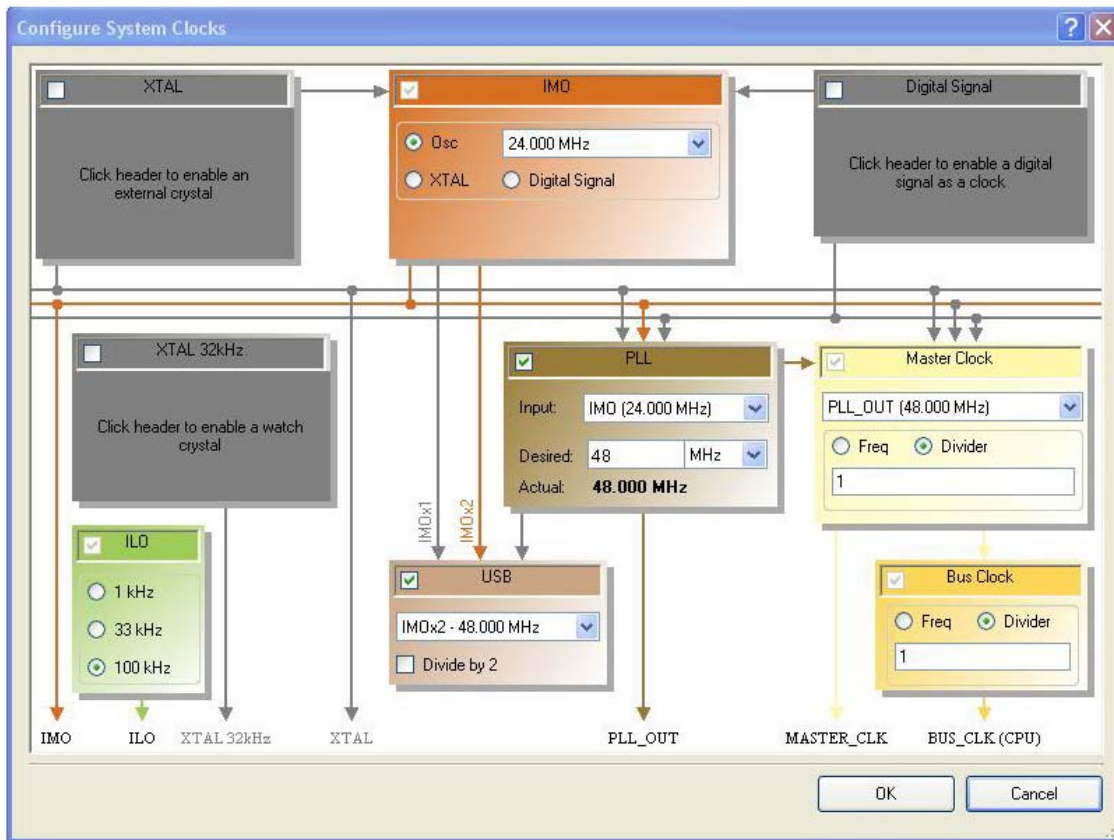 Configure System Clocks
XTAL
Click header to enable an
external crystal
IMO
Osc
24.000 MHz
XTAL
Digital Signal
Digital Signal
Click header to enable a digital
signal as a clock
XTAL 32kHz
Click header to enable a watch
crystal
PLL
Input:
IMO (24.000 MHz)
Desired:
48
MHz
Actual:
48.000 MHz
Master Clock
PLL_OUT (48.000 MHz)
Freq
Divider
1
ILO
1 kHz
33 kHz
100 kHz
IMOx1
IMOx2
USB
IMOx2 - 48.000 MHz
Divide by 2
Bus Clock
Freq
Divider
1
IMO
ILO
XTAL 32kHz
XTAL
PLL_OUT
MASTER_CLK
BUS_CLK (CPU)
OK
Cancel